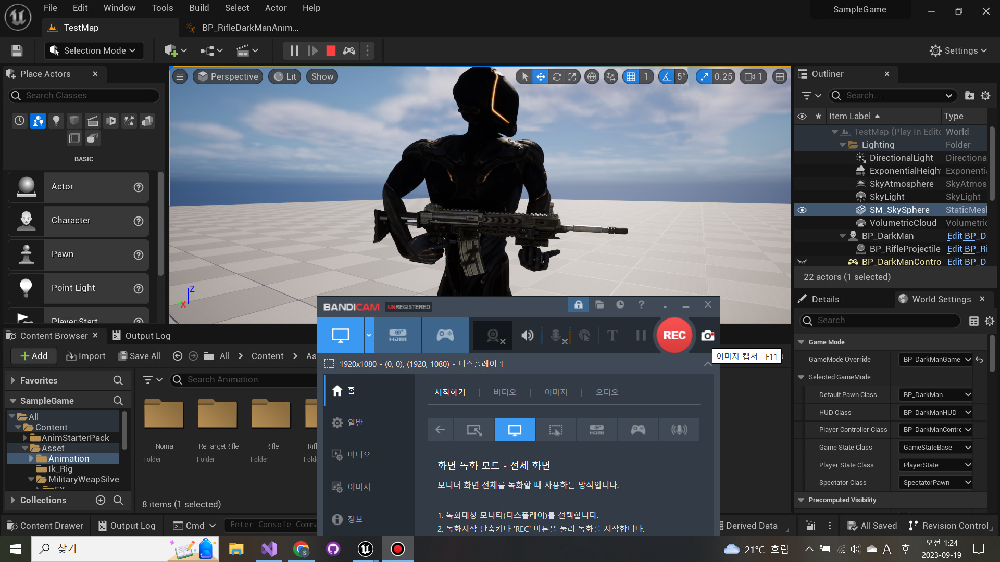 File Edit Window Tools Build Select Actor Help
SampleGame
TestMap
BP_RifleDarkManAnim...
Selection Mode
Settings
Place Actors
Search Classes
BASIC
Actor
Character
Pawn
Point Light
Player Start
Perspective
Lit
Show
1
5°
0.25
1
Z
X
Outliner
Search...
Item Label
Type
TestMap (Play In Edito
World
Lighting
Folder
DirectionalLight
Directiona
ExponentialHeigh
Exponentia
SkyAtmosphere
SkyAtmos
SkyLight
SkyLight
SM_SkySphere
StaticMesl
VolumetricCloud
Volumetric
BP_DarkMan
Edit BP_D
BP_RifleProjectile
Edit BP_Ri
BP_DarkManContro
Edit BP_D
22 actors (1 selected)
Details
World Settings
Search
Game Mode
GameMode Override
BP_DarkManGameI
Selected GameMode
Default Pawn Class
BP_DarkMan
HUD Class
BP_DarkManHUD
Player Controller Class
BP_DarkManContrc
Game State Class
GameStateBase
Player State Class
PlayerState
Spectator Class
SpectatorPawn
Precomputed Visibility
Content Browser
Output Log
Add
Import
Save All
All
Content
As
Favorites
Search Animation
SampleGame
All
Content
AnimStarterPack
Asset
Animation
Ik_Rig
MilitaryWeapSilve
FX
Collections
Nomal
Folder
ReTargetRifle
Folder
Rifle
Folder
Rifl
Folde
8 items (1 selected)
BANDICAM UNREGISTERED
HDMI
REC
이미지 캡처 F11
1920x1080 - (0, 0), (1920, 1080) - 디스플레이 1
홈
일반
비디오
이미지
정보
시작하기
비디오
이미지
오디오
HDMI
화면 녹화 모드 - 전체 화면
모니터 화면 전체를 녹화할 때 사용하는 방식입니다.
1. 녹화대상 모니터(디스플레이)를 선택합니다.
2. 녹화시작 단축키나 'REC' 버튼을 눌러 녹화를 시작합니다.
Content Drawer
Output Log
Cmd
Enter Console Comma
Derived Data
All Saved
Revision Control
찾기
21°C 흐림
A
오전 1:24
2023-09-19